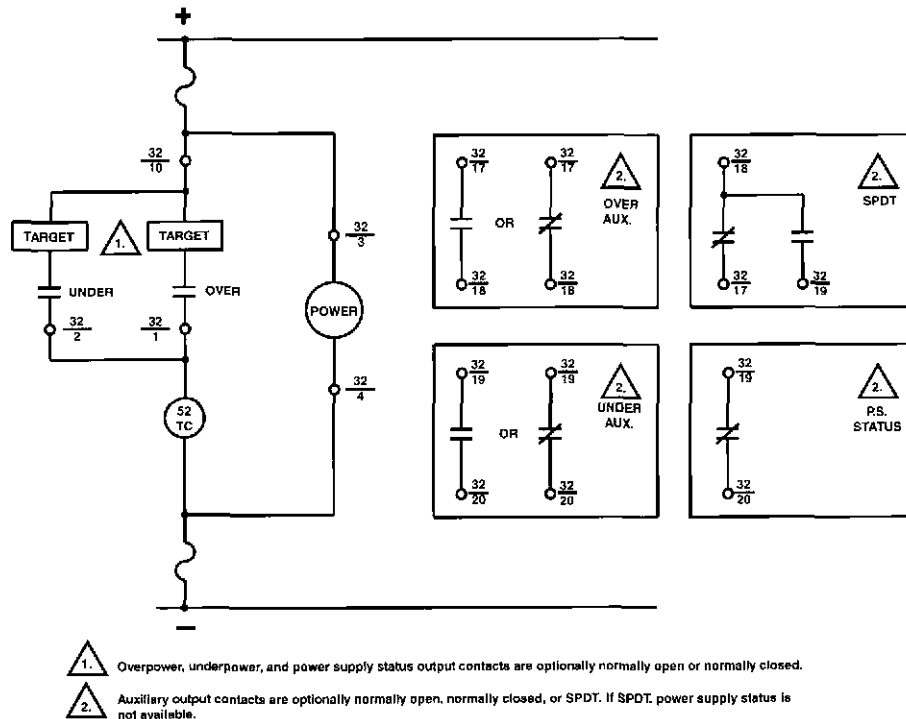 +
32
10
TARGET
1.
TARGET
UNDER
OVER
32
2
32
1
52
TC
32
3
POWER
32
4
−
32
17
OR
32
17
2.
OVER
AUX.
32
18
32
18
32
18
2.
SPDT
32
17
32
19
32
19
OR
32
19
2.
UNDER
AUX.
32
20
32
20
32
19
2.
P.S.
STATUS
32
20
1. Overpower, underpower, and power supply status output contacts are optionally normally open or normally closed.
2. Auxiliary output contacts are optionally normally open, normally closed, or SPDT. If SPDT, power supply status is
not available.